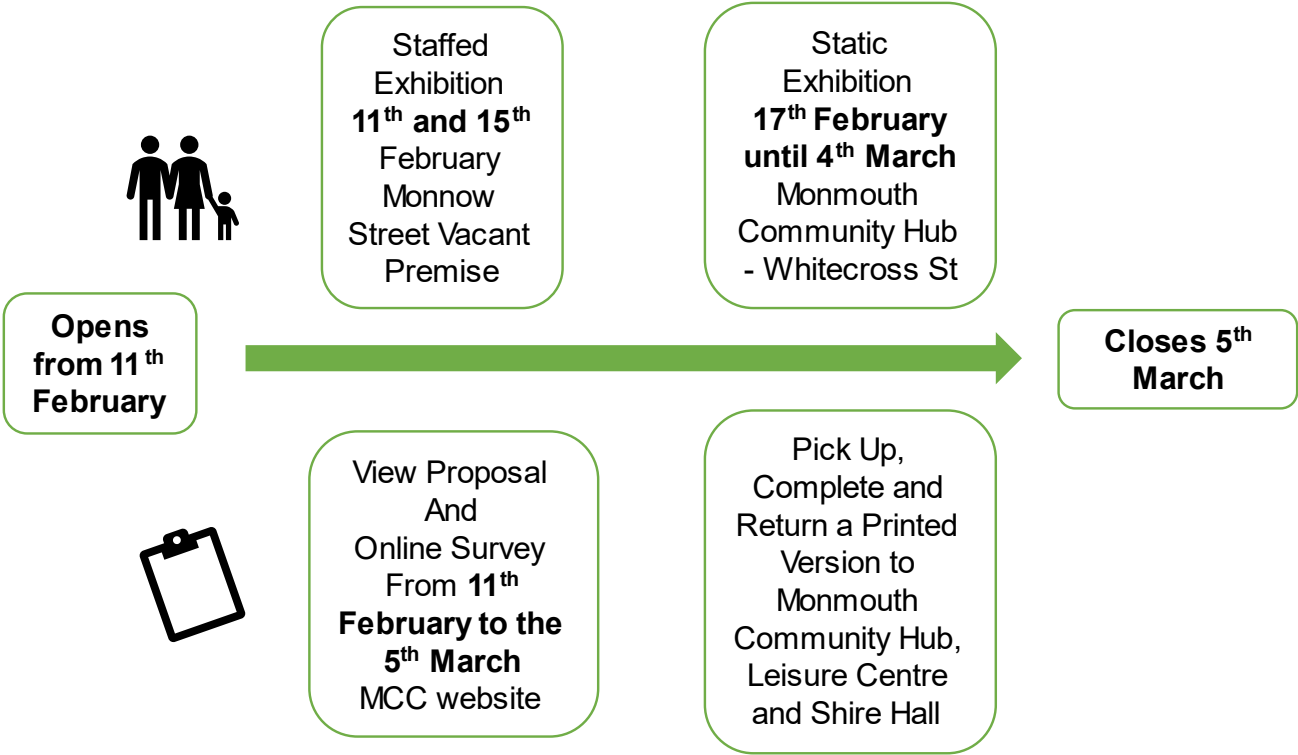 Staffed
Exhibition
11th and 15th
February
Monnow
Street Vacant
Premise
Static
Exhibition
17th February
until 4th March
Monmouth
Community Hub
- Whitecross St
Opens
from 11th
February
Closes 5th
March
View Proposal
And
Online Survey
From 11th
February to the
5th March
MCC website
Pick Up,
Complete and
Return a Printed
Version to
Monmouth
Community Hub,
Leisure Centre
and Shire Hall